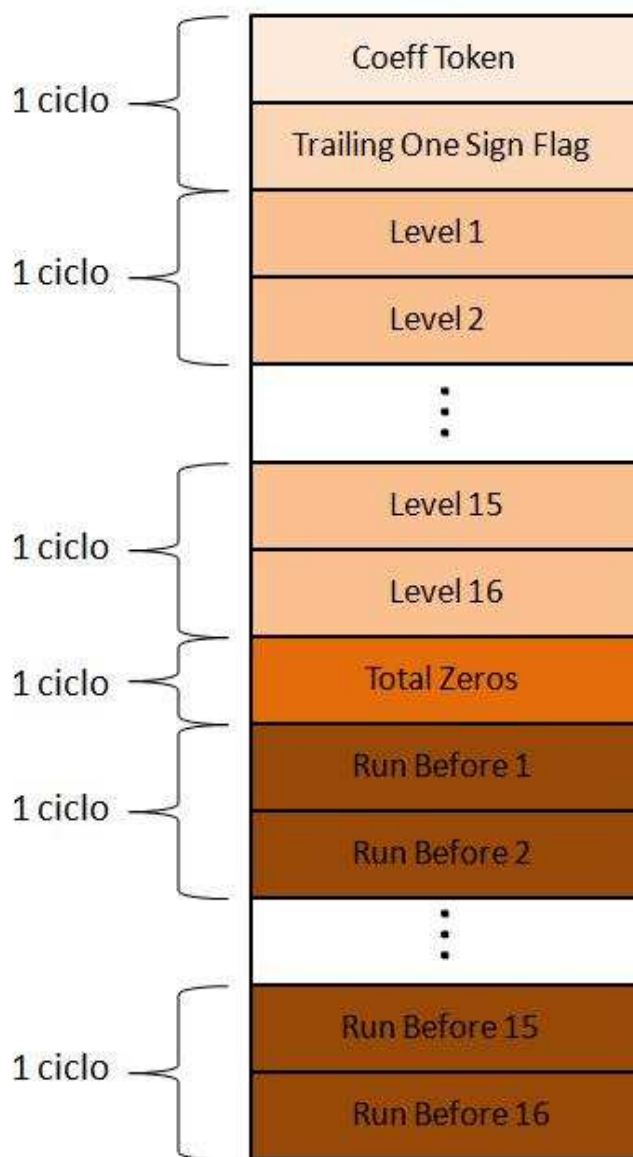 1 ciclo
Coeff Token
Trailing One Sign Flag
1 ciclo
Level 1
Level 2
1 ciclo
Level 15
Level 16
1 ciclo
Total Zeros
1 ciclo
Run Before 1
Run Before 2
1 ciclo
Run Before 15
Run Before 16